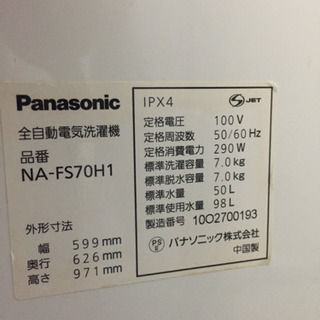 Panasonic
全自動電気洗濯機
品番
NA-FS70H1
外形寸法
幅 599mm
奥行 626mm
高さ 971mm
IPX4
S JET
定格電圧 100V
定格周波数 50/60Hz
定格消費電力 290W
標準洗濯容量 7.0kg
標準脱水容量 7.0kg
標準水量 50L
標準使用水量 98L
製造番号 10O2700193
PS E パナソニック株式会社
中国製